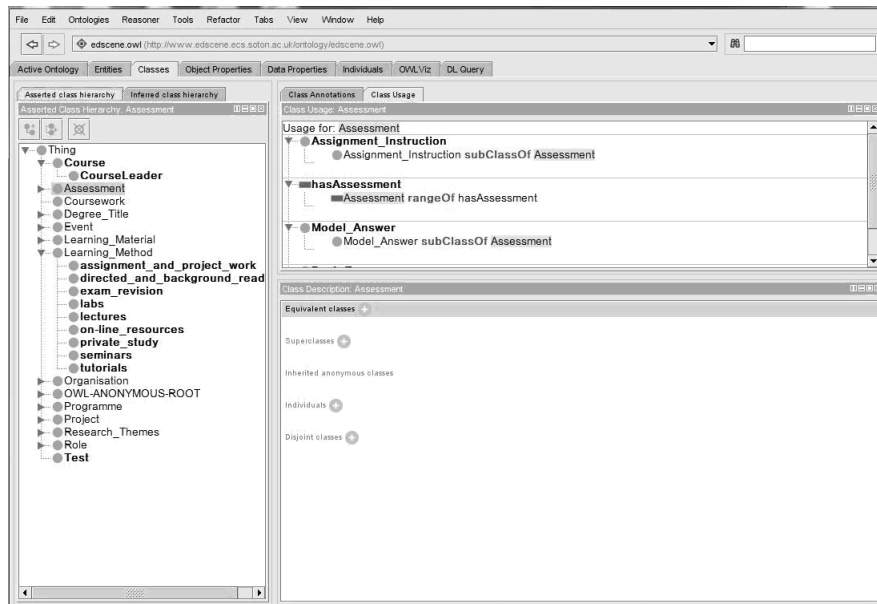 File Edit Ontologies Reasoner Tools Refactor Tabs View Window Help
edscene.owl (http://www.edscene.ecs.soton.ac.uk/ontology/edscene.owl)
Active Ontology Entities Classes Object Properties Data Properties Individuals OWLViz DL Query
Asserted class hierarchy Inferred class hierarchy
Asserted Class Hierarchy: Assessment
Thing
Course
CourseLeader
Assessment
Coursework
Degree_Title
Event
Learning_Material
Learning_Method
assignment_and_project_work
directed_and_background_read
exam_revision
labs
lectures
on-line_resources
private_study
seminars
tutorials
Organisation
OWL-ANONYMOUS-ROOT
Programme
Project
Research_Themes
Role
Test
Class Annotations Class Usage
Class Usage: Assessment
Usage for: Assessment
Assignment_Instruction
Assignment_Instruction subClassOf Assessment
hasAssessment
Assessment rangeOf hasAssessment
Model_Answer
Model_Answer subClassOf Assessment
Class Description: Assessment
Equivalent classes
Superclasses
Inherited anonymous classes
Individuals
Disjoint classes